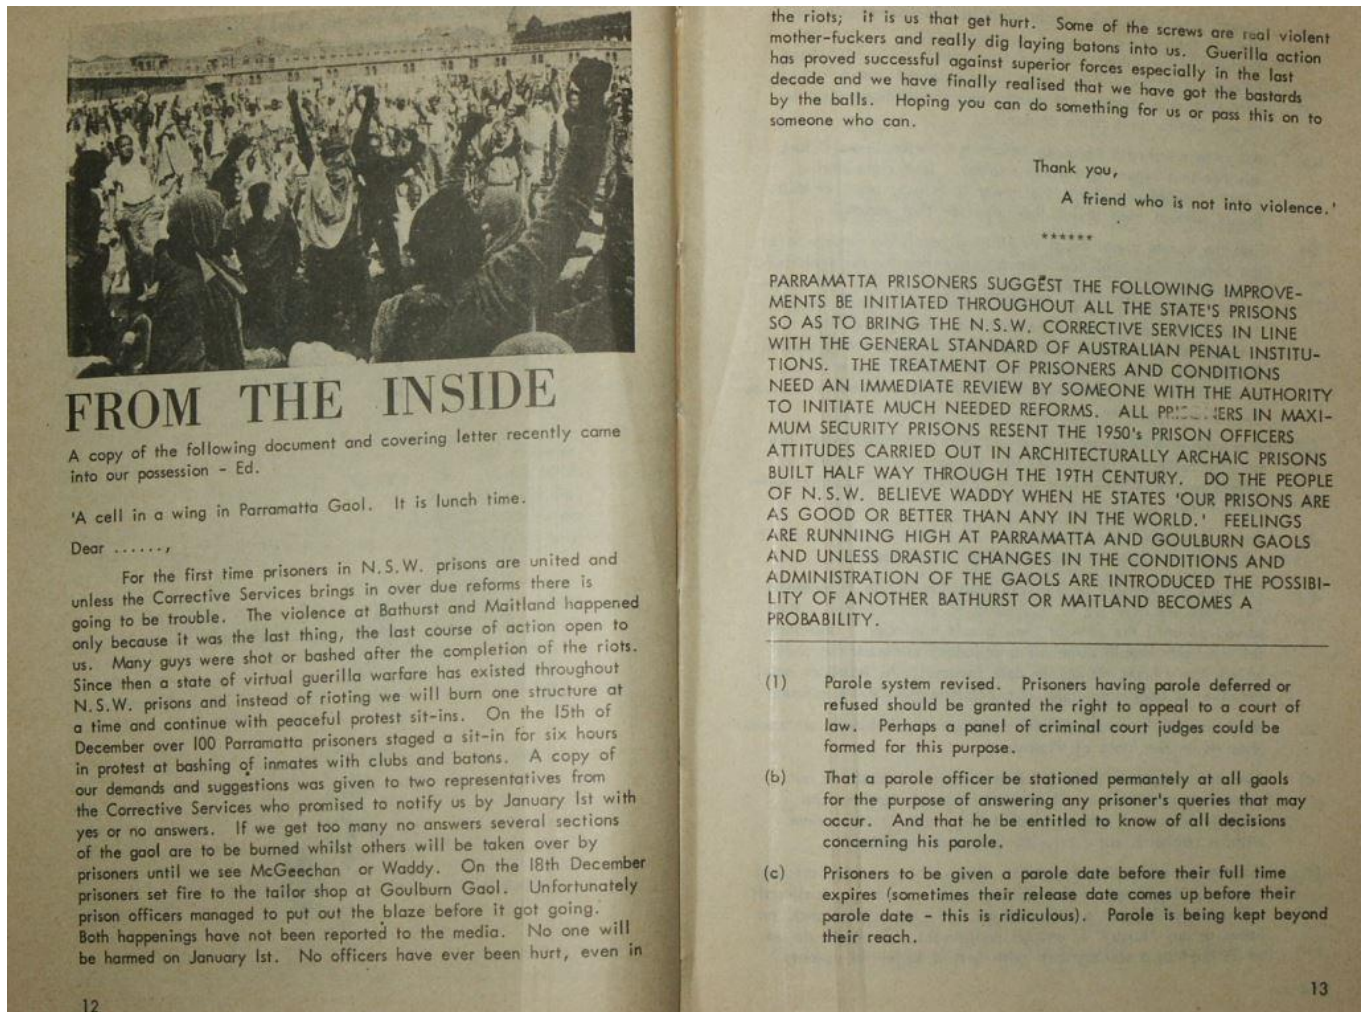 FROM THE INSIDE
A copy of the following document and covering letter recently came
into our possession - Ed.
'A cell in a wing in Parramatta Gaol. It is lunch time.
Dear ......,
For the first time prisoners in N.S.W. prisons are united and
unless the Corrective Services brings in over due reforms there is
going to be trouble. The violence at Bathurst and Maitland happened
only because it was the last thing, the last course of action open to
us. Many guys were shot or bashed after the completion of the riots.
Since then a state of virtual guerilla warfare has existed throughout
N.S.W. prisons and instead of rioting we will burn one structure at
a time and continue with peaceful protest sit-ins. On the 15th of
December over 100 Parramatta prisoners staged a sit-in for six hours
in protest at bashing of inmates with clubs and batons. A copy of
our demands and suggestions was given to two representatives from
the Corrective Services who promised to notify us by January 1st with
yes or no answers. If we get too many no answers several sections
of the gaol are to be burned whilst others will be taken over by
prisoners until we see McGeechan or Waddy. On the 18th December
prisoners set fire to the tailor shop at Goulburn Gaol. Unfortunately
prison officers managed to put out the blaze before it got going.
Both happenings have not been reported to the media. No one will
be harmed on January 1st. No officers have ever been hurt, even in
12
the riots; it is us that get hurt. Some of the screws are real violent
mother-fuckers and really dig laying batons into us. Guerilla action
has proved successful against superior forces especially in the last
decade and we have finally realised that we have got the bastards
by the balls. Hoping you can do something for us or pass this on to
someone who can.
Thank you,
A friend who is not into violence.'
******
PARRAMATTA PRISONERS SUGGEST THE FOLLOWING IMPROVE-
MENTS BE INITIATED THROUGHOUT ALL THE STATE'S PRISONS
SO AS TO BRING THE N.S.W. CORRECTIVE SERVICES IN LINE
WITH THE GENERAL STANDARD OF AUSTRALIAN PENAL INSTITU-
TIONS. THE TREATMENT OF PRISONERS AND CONDITIONS
NEED AN IMMEDIATE REVIEW BY SOMEONE WITH THE AUTHORITY
TO INITIATE MUCH NEEDED REFORMS. ALL PRISONERS IN MAXI-
MUM SECURITY PRISONS RESENT THE 1950's PRISON OFFICERS
ATTITUDES CARRIED OUT IN ARCHITECTURALLY ARCHAIC PRISONS
BUILT HALF WAY THROUGH THE 19TH CENTURY. DO THE PEOPLE
OF N.S.W. BELIEVE WADDY WHEN HE STATES 'OUR PRISONS ARE
AS GOOD OR BETTER THAN ANY IN THE WORLD.' FEELINGS
ARE RUNNING HIGH AT PARRAMATTA AND GOULBURN GAOLS
AND UNLESS DRASTIC CHANGES IN THE CONDITIONS AND
ADMINISTRATION OF THE GAOLS ARE INTRODUCED THE POSSIBI-
LITY OF ANOTHER BATHURST OR MAITLAND BECOMES A
PROBABILITY.
(1) Parole system revised. Prisoners having parole deferred or
refused should be granted the right to appeal to a court of
law. Perhaps a panel of criminal court judges could be
formed for this purpose.
(b) That a parole officer be stationed permantely at all gaols
for the purpose of answering any prisoner's queries that may
occur. And that he be entitled to know of all decisions
concerning his parole.
(c) Prisoners to be given a parole date before their full time
expires (sometimes their release date comes up before their
parole date - this is ridiculous). Parole is being kept beyond
their reach.
13